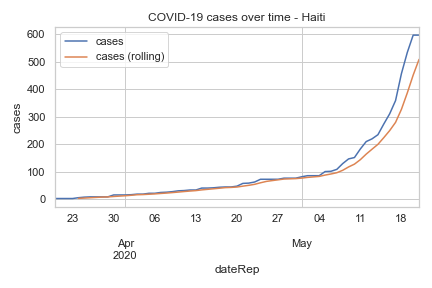 COVID-19 cases over time - Haiti
cases
cases (rolling)
600
500
400
300
200
100
0
cases
23 30 06 13 20 27 04 11 18
Apr May
2020
dateRep